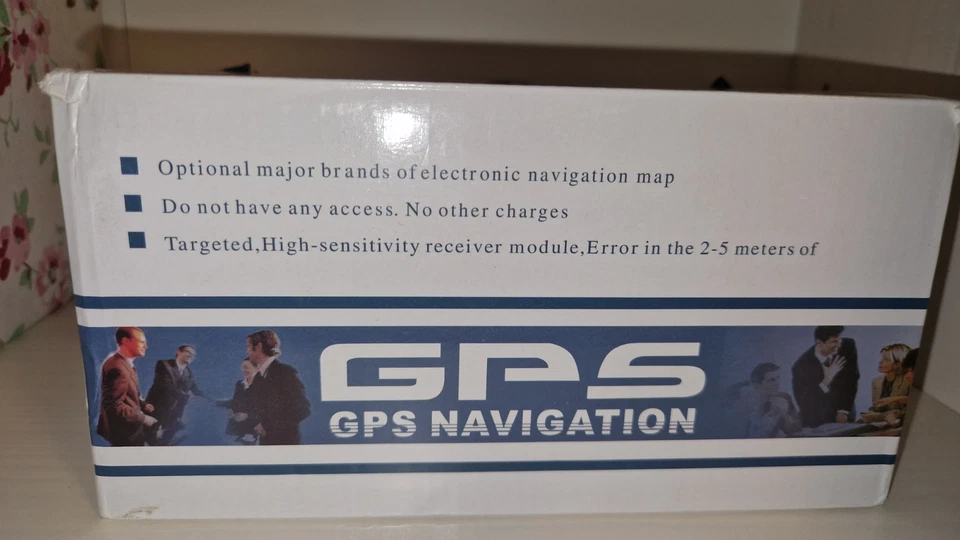 Optional major brands of electronic navigation map
Do not have any access. No other charges
Targeted,High-sensitivity receiver module,Error in the 2-5 meters of
GPS
GPS NAVIGATION